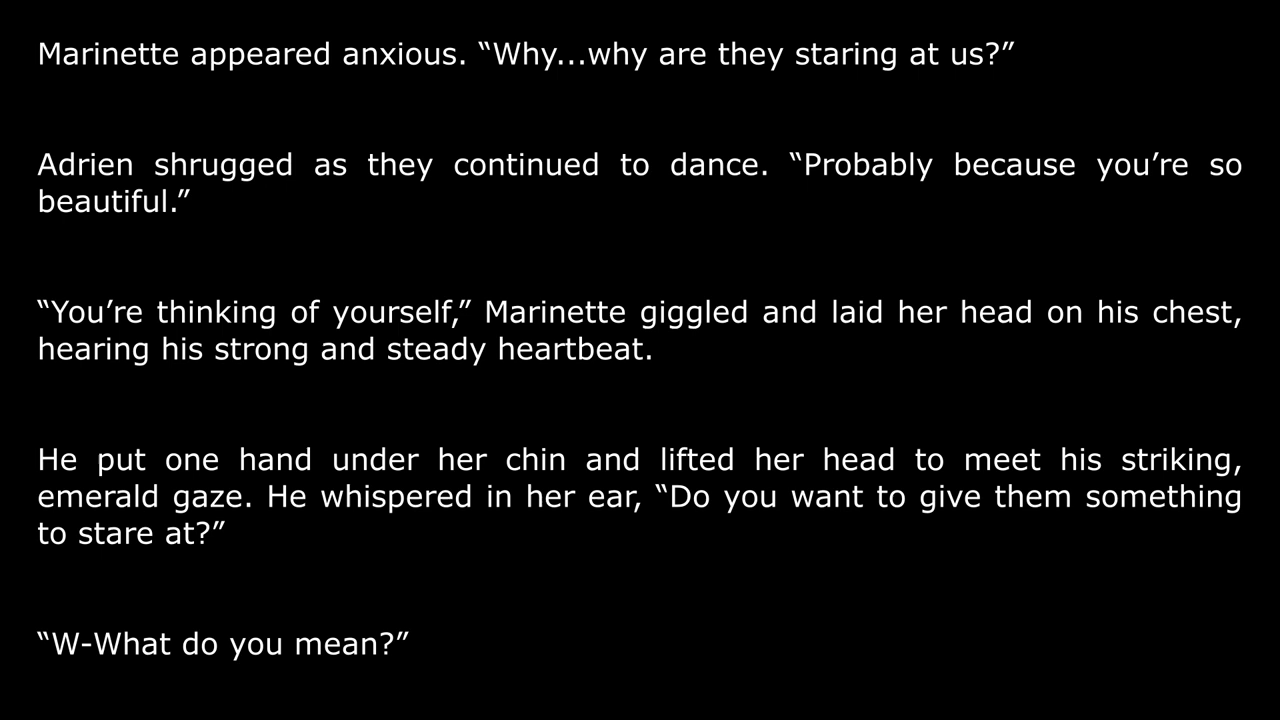 Marinette appeared anxious. “Why...why are they staring at us?”
Adrien shrugged as they continued to dance. “Probably because you’re so
beautiful.”
“You’re thinking of yourself,” Marinette giggled and laid her head on his chest,
hearing his strong and steady heartbeat.
He put one hand under her chin and lifted her head to meet his striking,
emerald gaze. He whispered in her ear, “Do you want to give them something
to stare at?”
“W-What do you mean?”